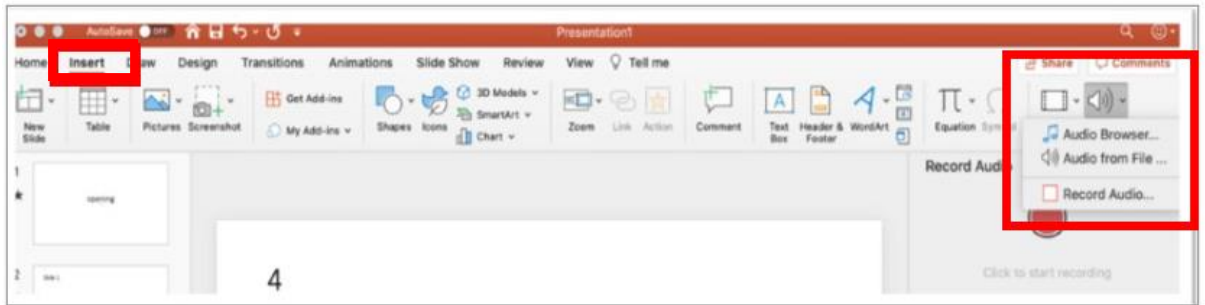 AutoSave OFF Presentation1
Home Insert Draw Design Transitions Animations Slide Show Review View Tell me Share Comments
New Slide
Table
Pictures
Screenshot
Get Add-ins
My Add-ins
Shapes
Icons
3D Models
SmartArt
Chart
Zoom
Link
Action
Comment
Text Box
Header & Footer
WordArt
Equation
Audio Browser...
Audio from File ...
Record Audio...
Record Audio
Click to start recording
1
opening
2
4